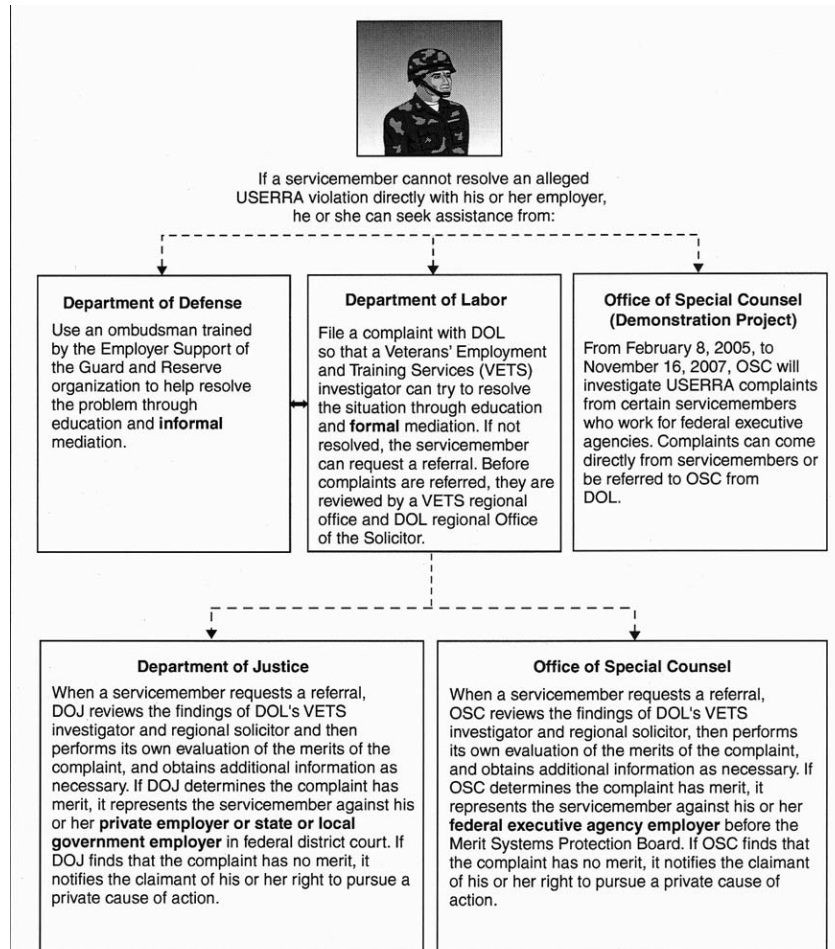 If a servicemember cannot resolve an alleged
USERRA violation directly with his or her employer,
he or she can seek assistance from:
Department of Defense
Use an ombudsman trained
by the Employer Support of
the Guard and Reserve
organization to help resolve
the problem through
education and informal
mediation.
Department of Labor
File a complaint with DOL
so that a Veterans' Employment
and Training Services (VETS)
investigator can try to resolve
the situation through education
and formal mediation. If not
resolved, the servicemember
can request a referral. Before
complaints are referred, they are
reviewed by a VETS regional
office and DOL regional Office
of the Solicitor.
Office of Special Counsel
(Demonstration Project)
From February 8, 2005, to
November 16, 2007, OSC will
investigate USERRA complaints
from certain servicemembers
who work for federal executive
agencies. Complaints can come
directly from servicemembers or
be referred to OSC from
DOL.
Department of Justice
When a servicemember requests a referral,
DOJ reviews the findings of DOL's VETS
investigator and regional solicitor and then
performs its own evaluation of the merits of the
complaint, and obtains additional information as
necessary. If DOJ determines the complaint has
merit, it represents the servicemember against his
or her private employer or state or local
government employer in federal district court. If
DOJ finds that the complaint has no merit, it
notifies the claimant of his or her right to pursue a
private cause of action.
Office of Special Counsel
When a servicemember requests a referral,
OSC reviews the findings of DOL's VETS
investigator and regional solicitor, then performs
its own evaluation of the merits of the complaint,
and obtains additional information as necessary. If
OSC determines the complaint has merit, it
represents the servicemember against his or her
federal executive agency employer before the
Merit Systems Protection Board. If OSC finds that
the complaint has no merit, it notifies the claimant
of his or her right to pursue a private cause of
action.